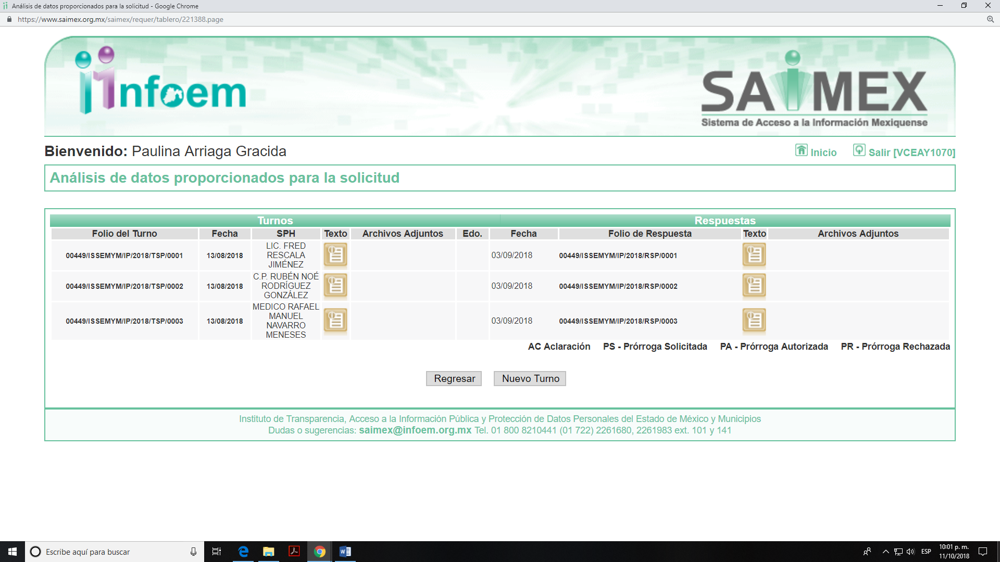 Análisis de datos proporcionados para la solicitud - Google Chrome
https://www.saimex.org.mx/saimex/requer/tablero/221388.page
infoem
SAIMEX
Sistema de Acceso a la Información Mexiquense
Bienvenido: Paulina Arriaga Gracida
Inicio Salir [VCEAY1070]
Análisis de datos proporcionados para la solicitud
Turnos Respuestas
Folio del Turno Fecha SPH Texto Archivos Adjuntos Edo. Fecha Folio de Respuesta Texto Archivos Adjuntos
00449/ISSEMYM/IP/2018/TSP/0001 13/08/2018 LIC. FRED RESCALA JIMÉNEZ 03/09/2018 00449/ISSEMYM/IP/2018/RSP/0001
00449/ISSEMYM/IP/2018/TSP/0002 13/08/2018 C.P. RUBÉN NOÉ RODRÍGUEZ GONZÁLEZ 03/09/2018 00449/ISSEMYM/IP/2018/RSP/0002
00449/ISSEMYM/IP/2018/TSP/0003 13/08/2018 MEDICO RAFAEL MANUEL NAVARRO MENESES 03/09/2018 00449/ISSEMYM/IP/2018/RSP/0003
AC Aclaración PS - Prórroga Solicitada PA - Prórroga Autorizada PR - Prórroga Rechazada
Regresar Nuevo Turno
Instituto de Transparencia, Acceso a la Información Pública y Protección de Datos Personales del Estado de México y Municipios
Dudas o sugerencias: saimex@infoem.org.mx Tel. 01 800 8210441 (01 722) 2261680, 2261983 ext. 101 y 141
Escribe aquí para buscar
ESP
10:01 p. m.
11/10/2018